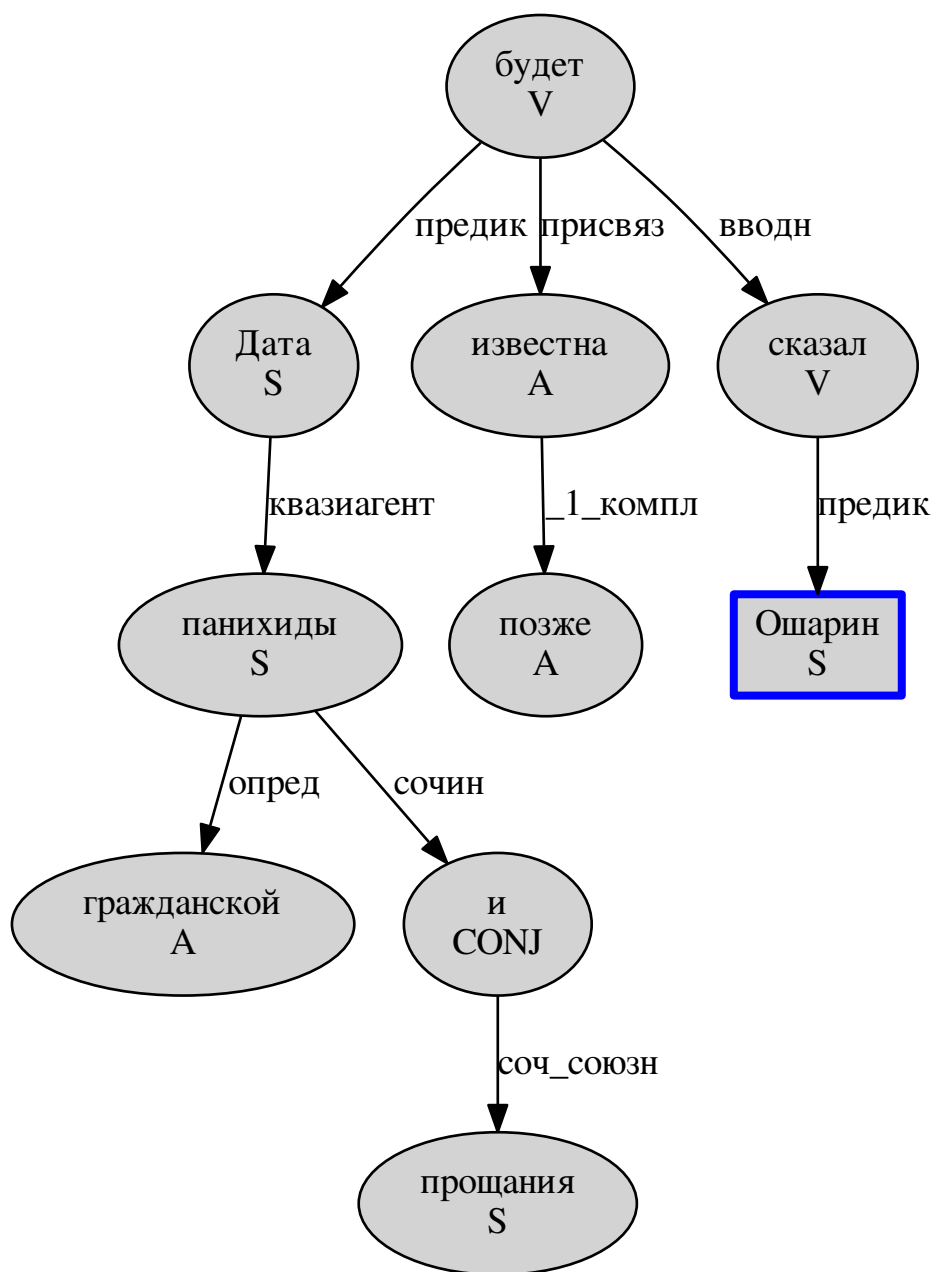 будет
V
предик
присвяз
вводн
Дата
S
известна
A
сказал
V
квазиагент
_1_компл
предик
панихиды
S
позже
A
Ошарин
S
опред
сочин
гражданской
A
и
CONJ
соч_союзн
прощания
S